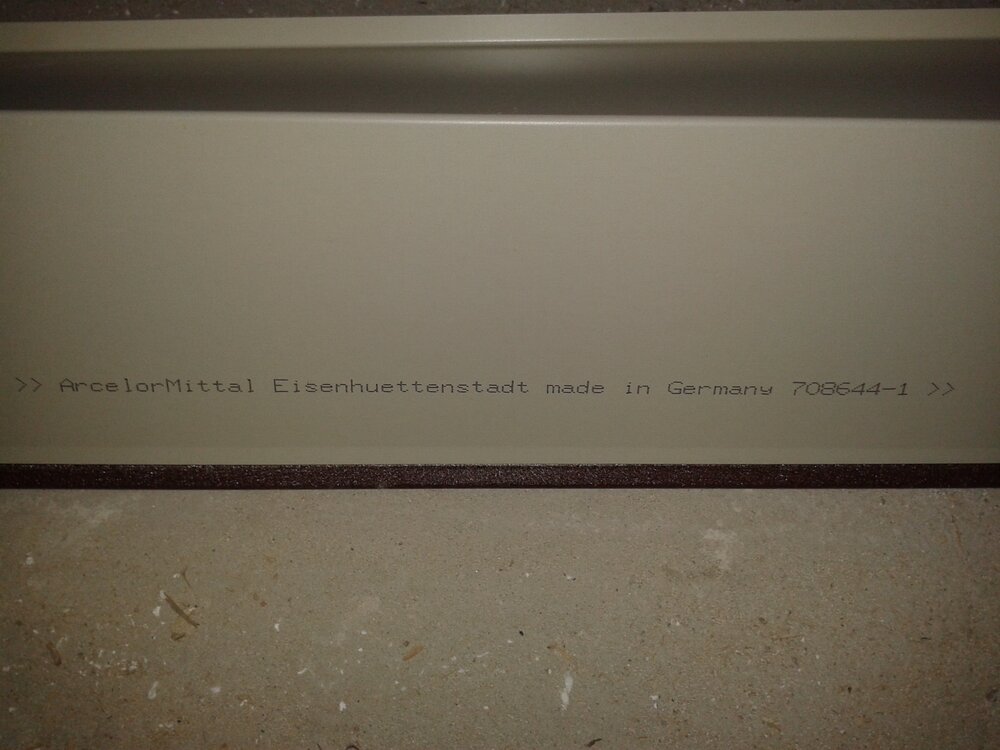 >> ArcelorMittal Eisenhuettenstadt made in Germany 708644-1 >>